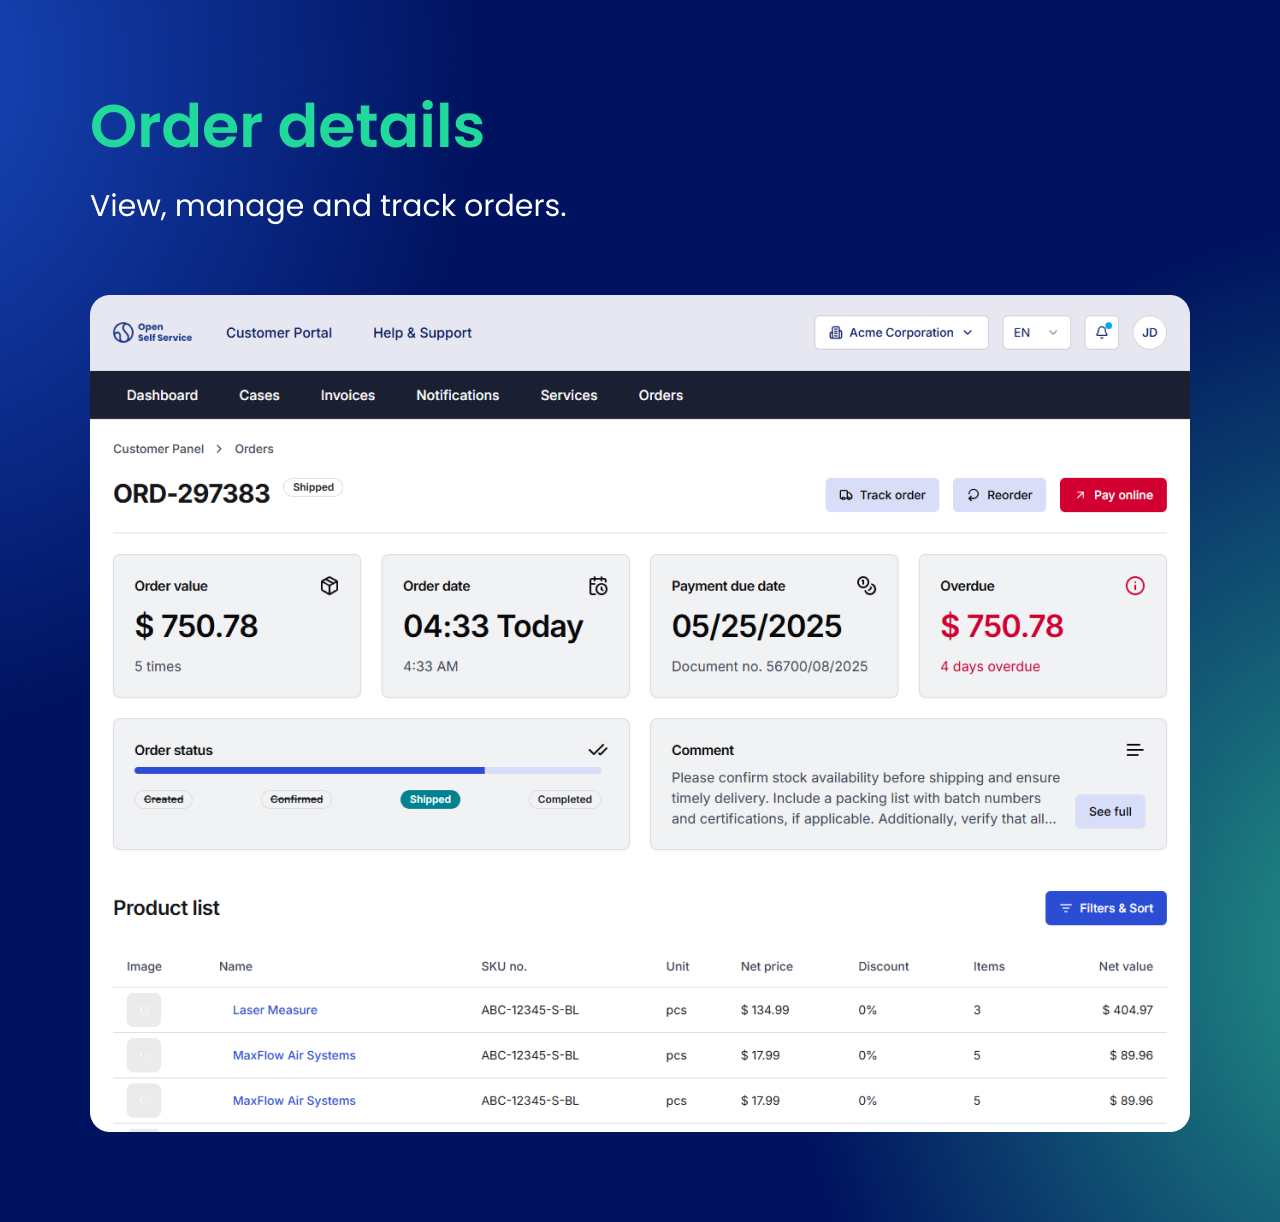 Order details
View, manage and track orders.
Open
Self Service
Customer Portal
Help & Support
Acme Corporation
EN
JD
Dashboard
Cases
Invoices
Notifications
Services
Orders
Customer Panel > Orders
ORD-297383
Shipped
Track order
Reorder
Pay online
Order value
$ 750.78
5 times
Order date
04:33 Today
4:33 AM
Payment due date
05/25/2025
Document no. 56700/08/2025
Overdue
$ 750.78
4 days overdue
Order status
Created
Confirmed
Shipped
Completed
Comment
Please confirm stock availability before shipping and ensure
timely delivery. Include a packing list with batch numbers
and certifications, if applicable. Additionally, verify that all...
See full
Product list
Filters & Sort
Image Name SKU no. Unit Net price Discount Items Net value
Laser Measure ABC-12345-S-BL pcs $ 134.99 0% 3 $ 404.97
MaxFlow Air Systems ABC-12345-S-BL pcs $ 17.99 0% 5 $ 89.96
MaxFlow Air Systems ABC-12345-S-BL pcs $ 17.99 0% 5 $ 89.96